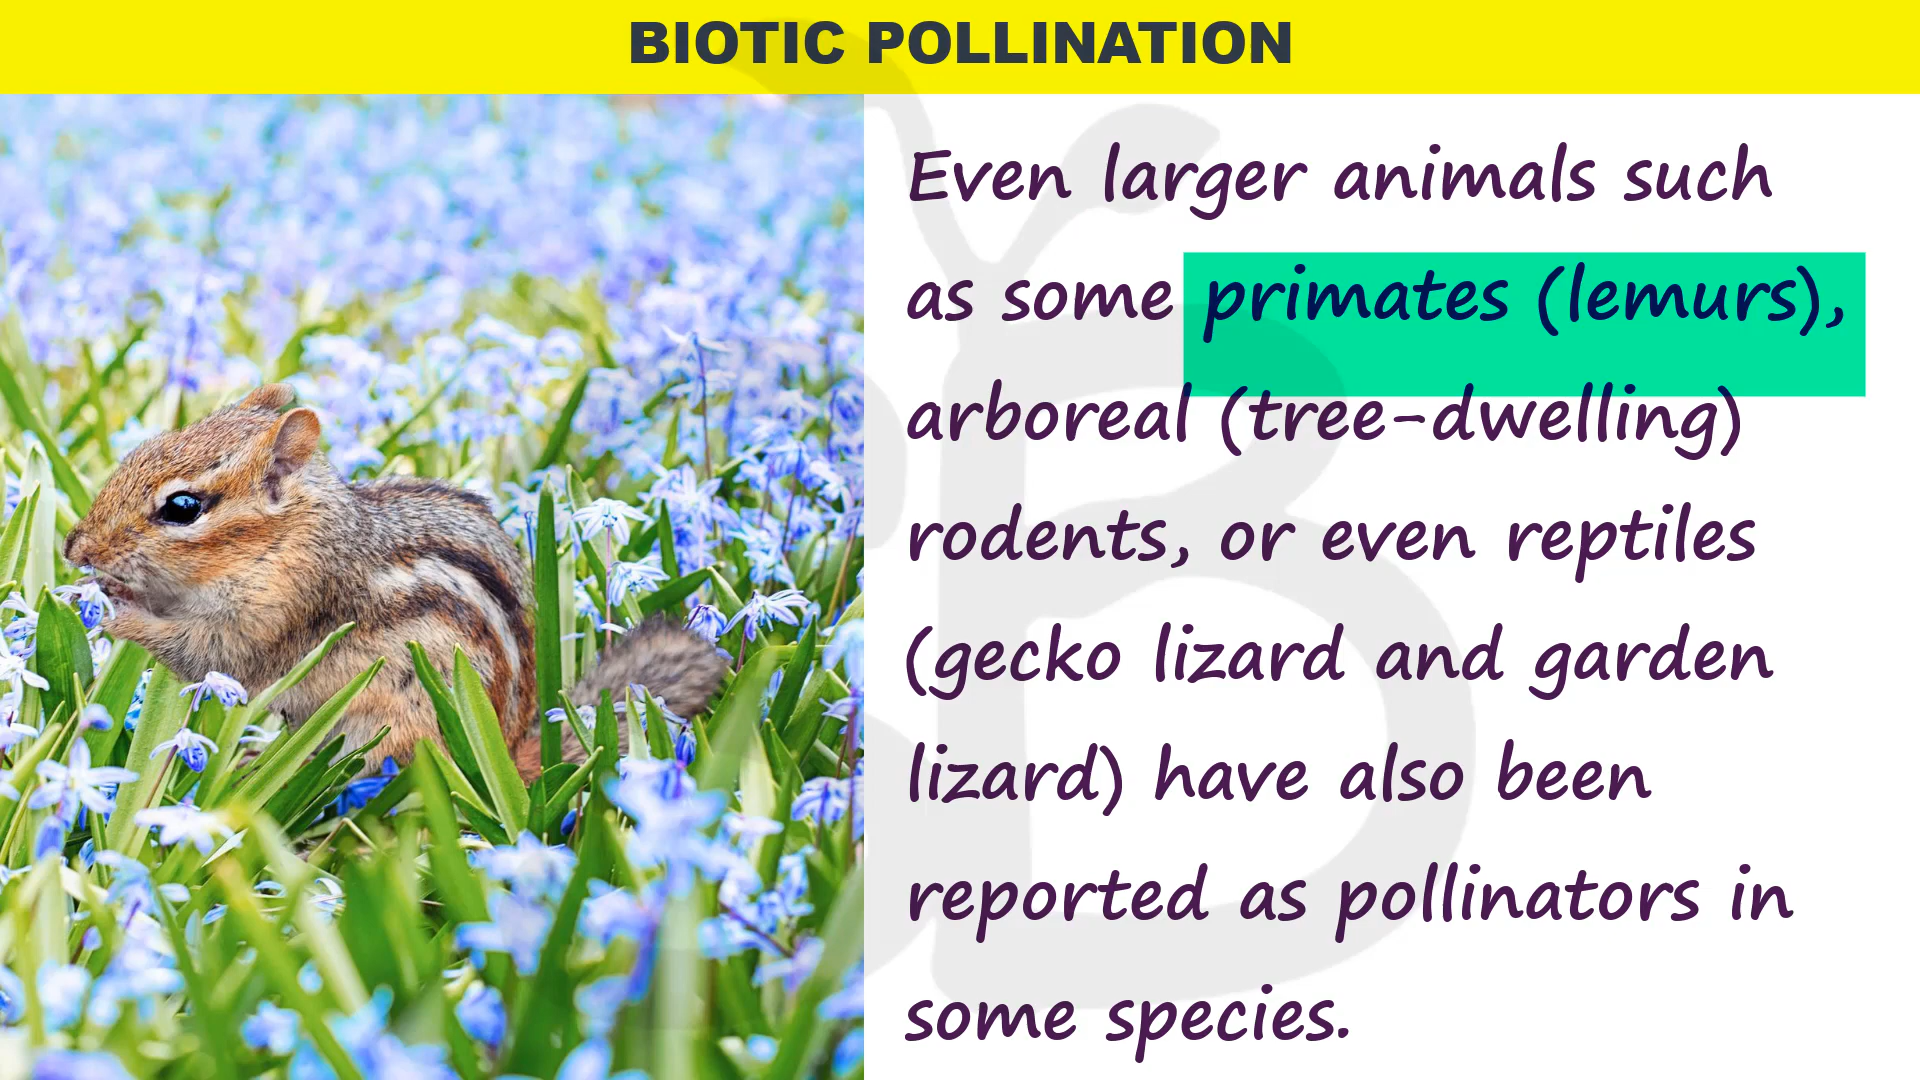 BIOTIC POLLINATION
Even larger animals such
as some primates (lemurs),
arboreal (tree-dwelling)
rodents, or even reptiles
(gecko lizard and garden
lizard) have also been
reported as pollinators in
some species.